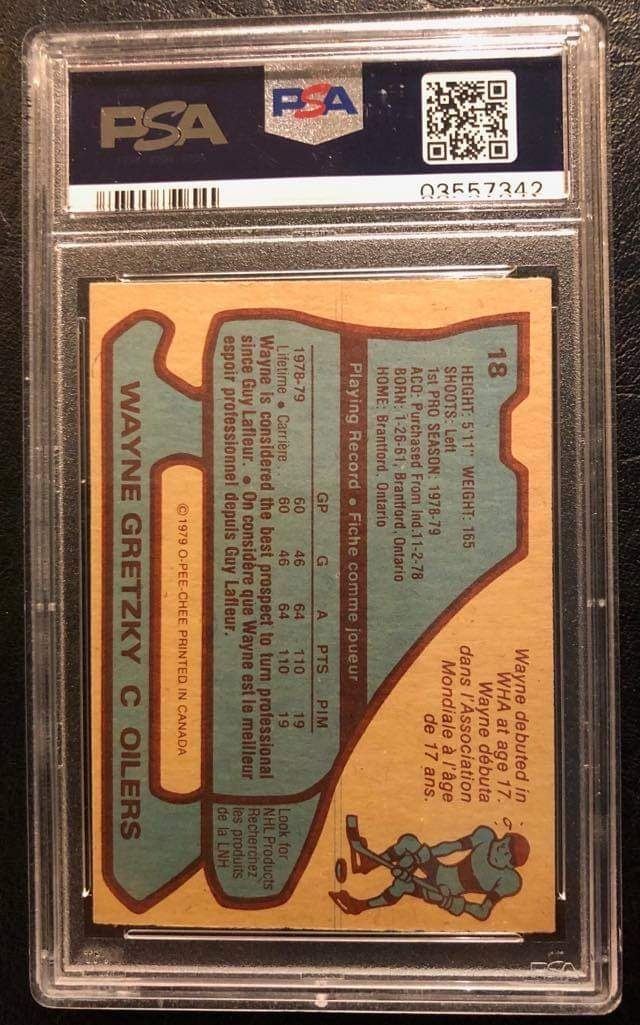 PSA
PSA
03557342
18
HEIGHT: 5'11" WEIGHT: 165
SHOOTS: Left
1st PRO SEASON: 1978-79
ACQ: Purchased From Ind.11-2-78
BORN: 1-26-61, Brantford, Ontario
HOME: Brantford, Ontario
Wayne debuted in
WHA at age 17.
Wayne débuta
dans l'Association
Mondiale à l'âge
de 17 ans.
Playing Record • Fiche comme joueur
GP G A PTS PIM
1978-79 60 46 64 110 19
Lifetime • Carrière 60 46 64 110 19
Wayne is considered the best prospect to turn professional
since Guy Lafleur. • On considère que Wayne est le meilleur
espoir professionnel depuis Guy Lafleur.
Look for
NHL Products
Recherchez
les produits
de la LNH
© 1979 O-PEE-CHEE PRINTED IN CANADA
WAYNE GRETZKY C OILERS
PSA